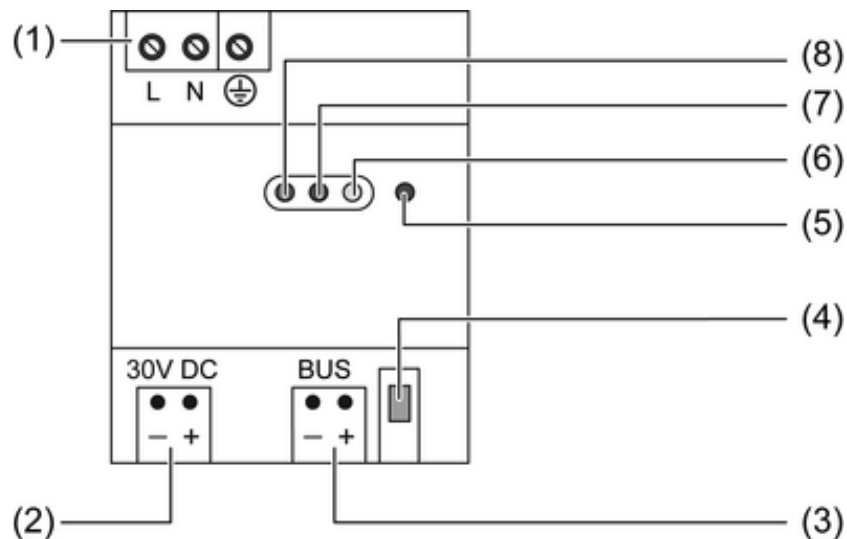 (1)
L N
(8)
(7)
(6)
(5)
(4)
30V DC BUS
− + − +
(2)
(3)